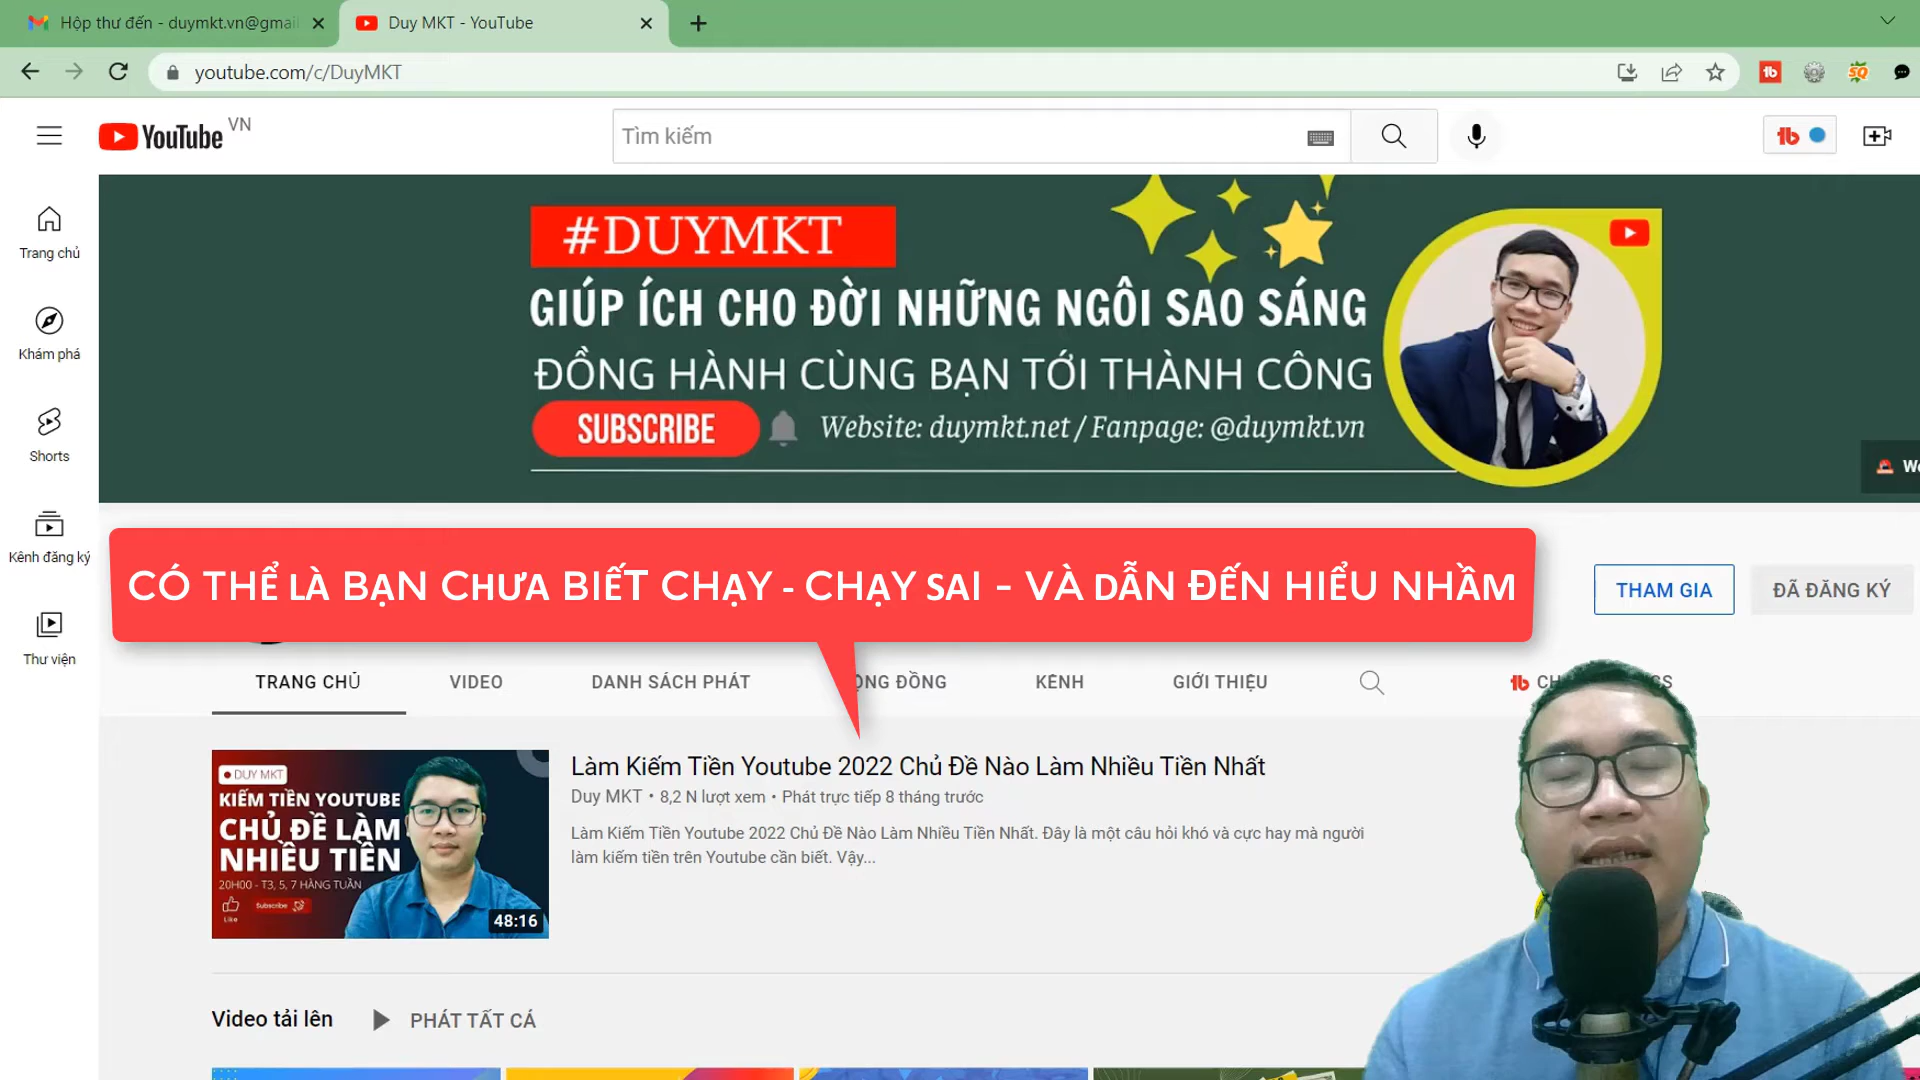 Hộp thư đến - duymkt.vn@gmai
Duy MKT - YouTube
youtube.com/c/DuyMKT
YouTube VN
Tìm kiếm
Trang chủ
Khám phá
Shorts
Kênh đăng ký
Thư viện
#DUYMKT
GIÚP ÍCH CHO ĐỜI NHỮNG NGÔI SAO SÁNG
ĐỒNG HÀNH CÙNG BẠN TỚI THÀNH CÔNG
SUBSCRIBE
Website: duymkt.net / Fanpage: @duymkt.vn
CÓ THỂ LÀ BẠN CHƯA BIẾT CHẠY - CHẠY SAI - VÀ DẪN ĐẾN HIỂU NHẦM
THAM GIA
ĐÃ ĐĂNG KÝ
TRANG CHỦ
VIDEO
DANH SÁCH PHÁT
ỘNG ĐỒNG
KÊNH
GIỚI THIỆU
DUY MKT
KIẾM TIỀN YOUTUBE
CHỦ ĐỀ LÀM
NHIỀU TIỀN
20H00 - T3, 5, 7 HÀNG TUẦN
Like
Subscribe
48:16
Làm Kiếm Tiền Youtube 2022 Chủ Đề Nào Làm Nhiều Tiền Nhất
Duy MKT • 8,2 N lượt xem • Phát trực tiếp 8 tháng trước
Làm Kiếm Tiền Youtube 2022 Chủ Đề Nào Làm Nhiều Tiền Nhất. Đây là một câu hỏi khó và cực hay mà người
làm kiếm tiền trên Youtube cần biết. Vậy...
Video tải lên
PHÁT TẤT CẢ